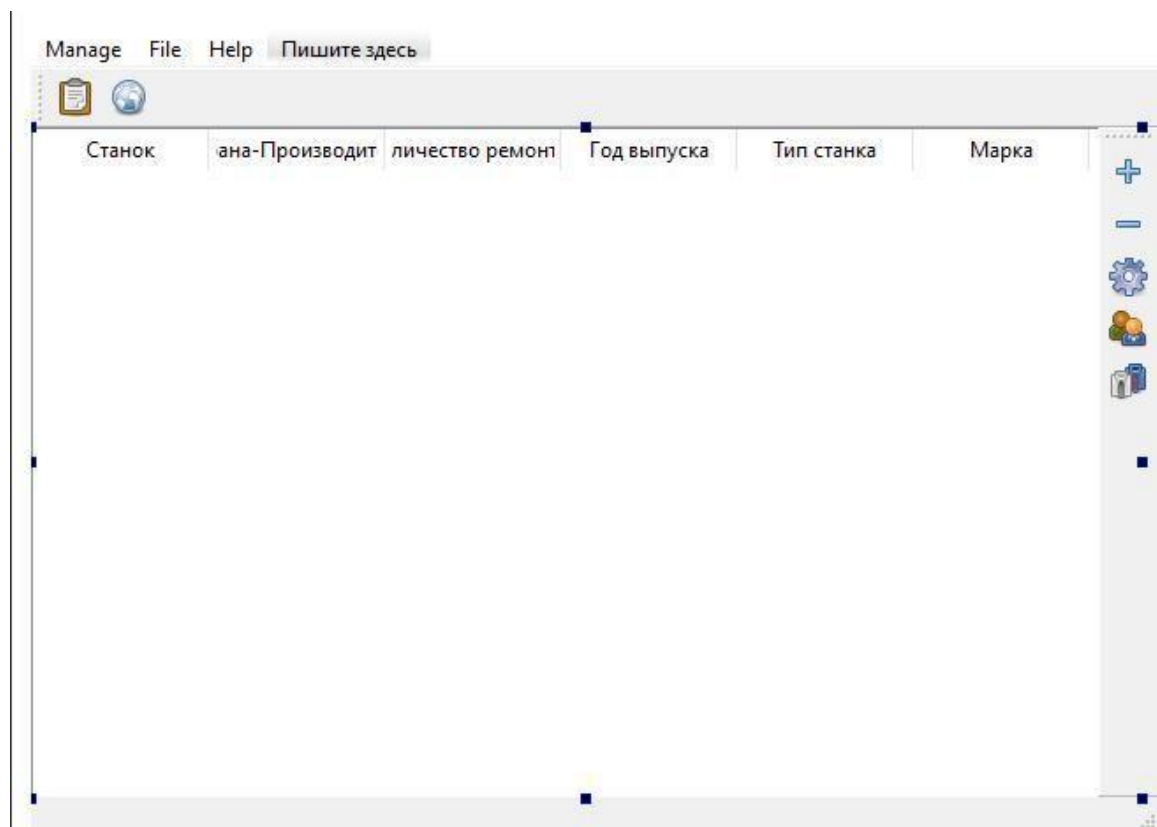 Manage File Help Пишите здесь
Станок ана-Производит личество ремонт Год выпуска Тип станка Марка